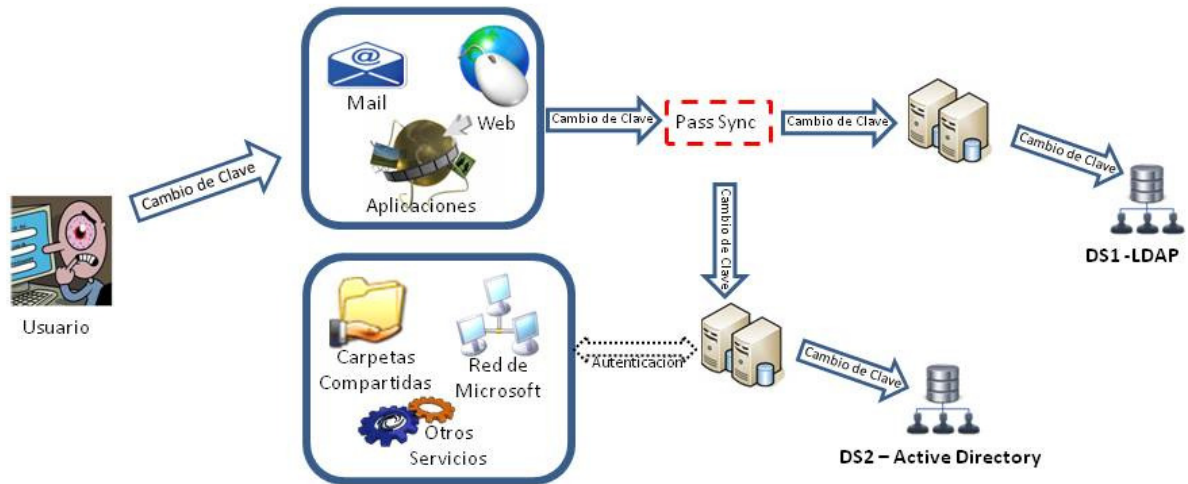 Mail
Web
Aplicaciones
Cambio de Clave
Cambio de Clave
Pass Sync
Cambio de Clave
Cambio de Clave
DS1 -LDAP
Usuario
Cambio de Clave
Carpetas
Compartidas
Red de
Microsoft
Otros
Servicios
Autenticacion
Cambio de Clave
DS2 – Active Directory